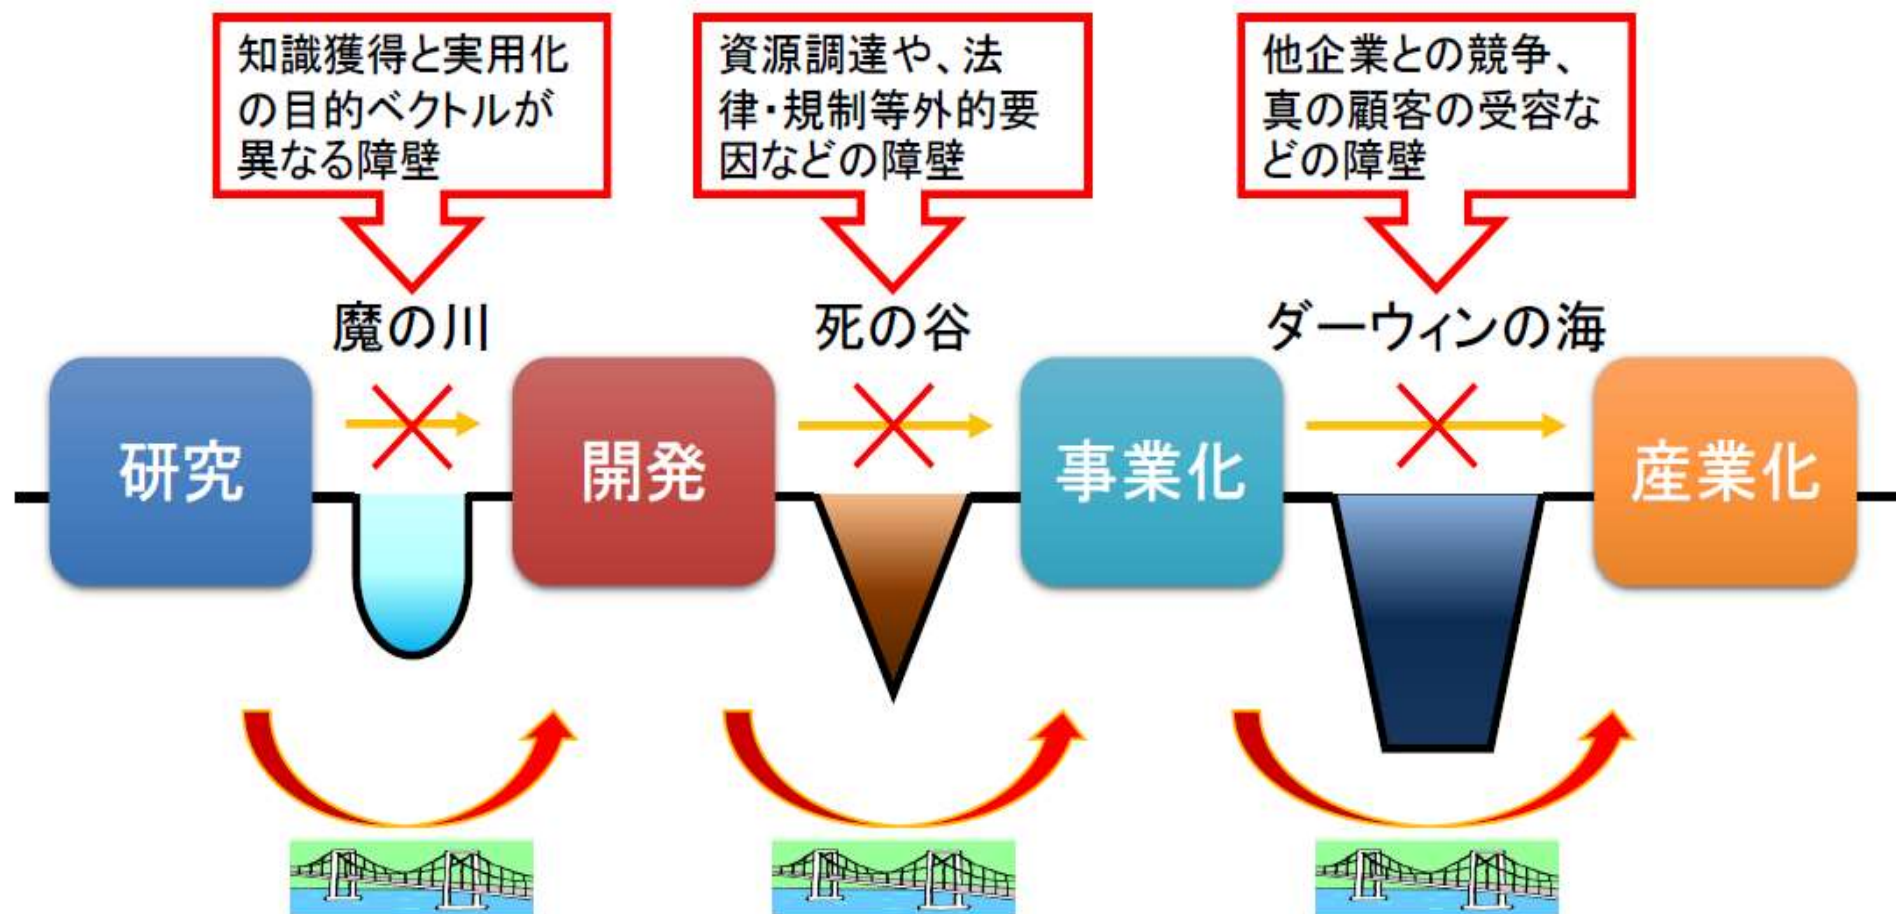 知識獲得と実用化
の目的ベクトルが
異なる障壁
資源調達や、法
律・規制等外的要
因などの障壁
他企業との競争、
真の顧客の受容な
どの障壁
魔の川
死の谷
ダーウィンの海
研究
開発
事業化
産業化